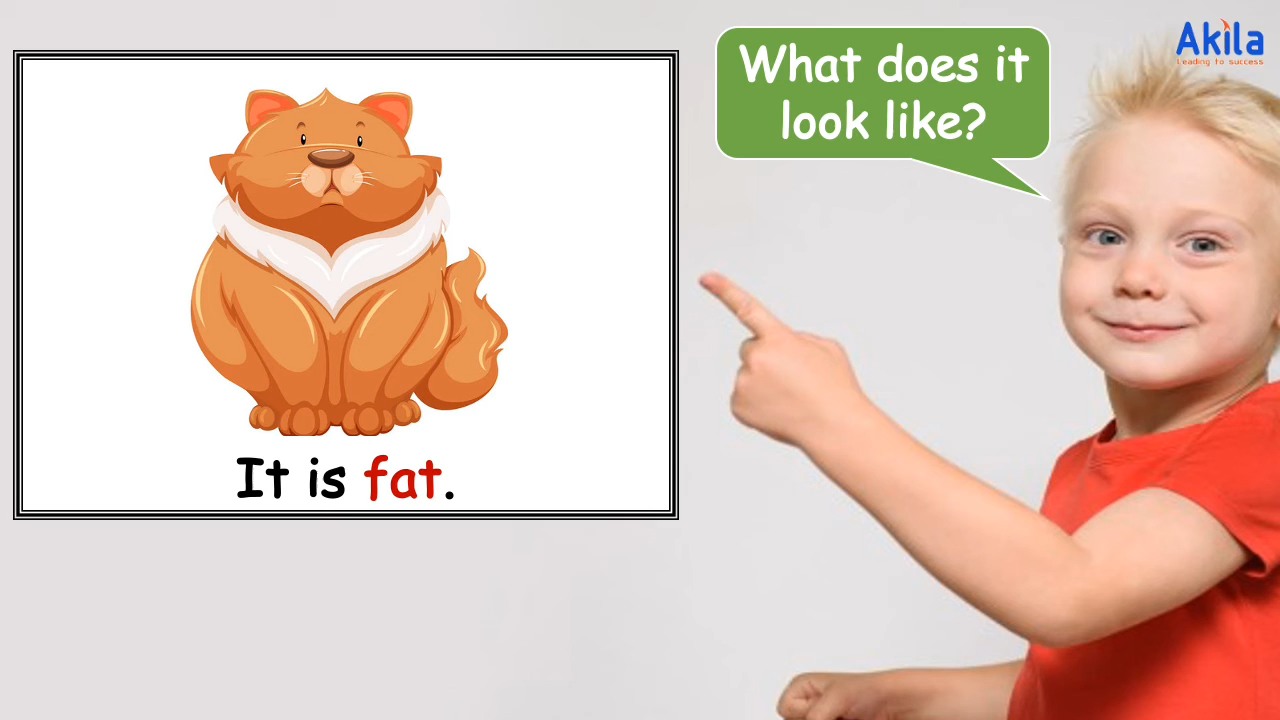 What does it
look like?
Akila
Leading to success
It is fat.